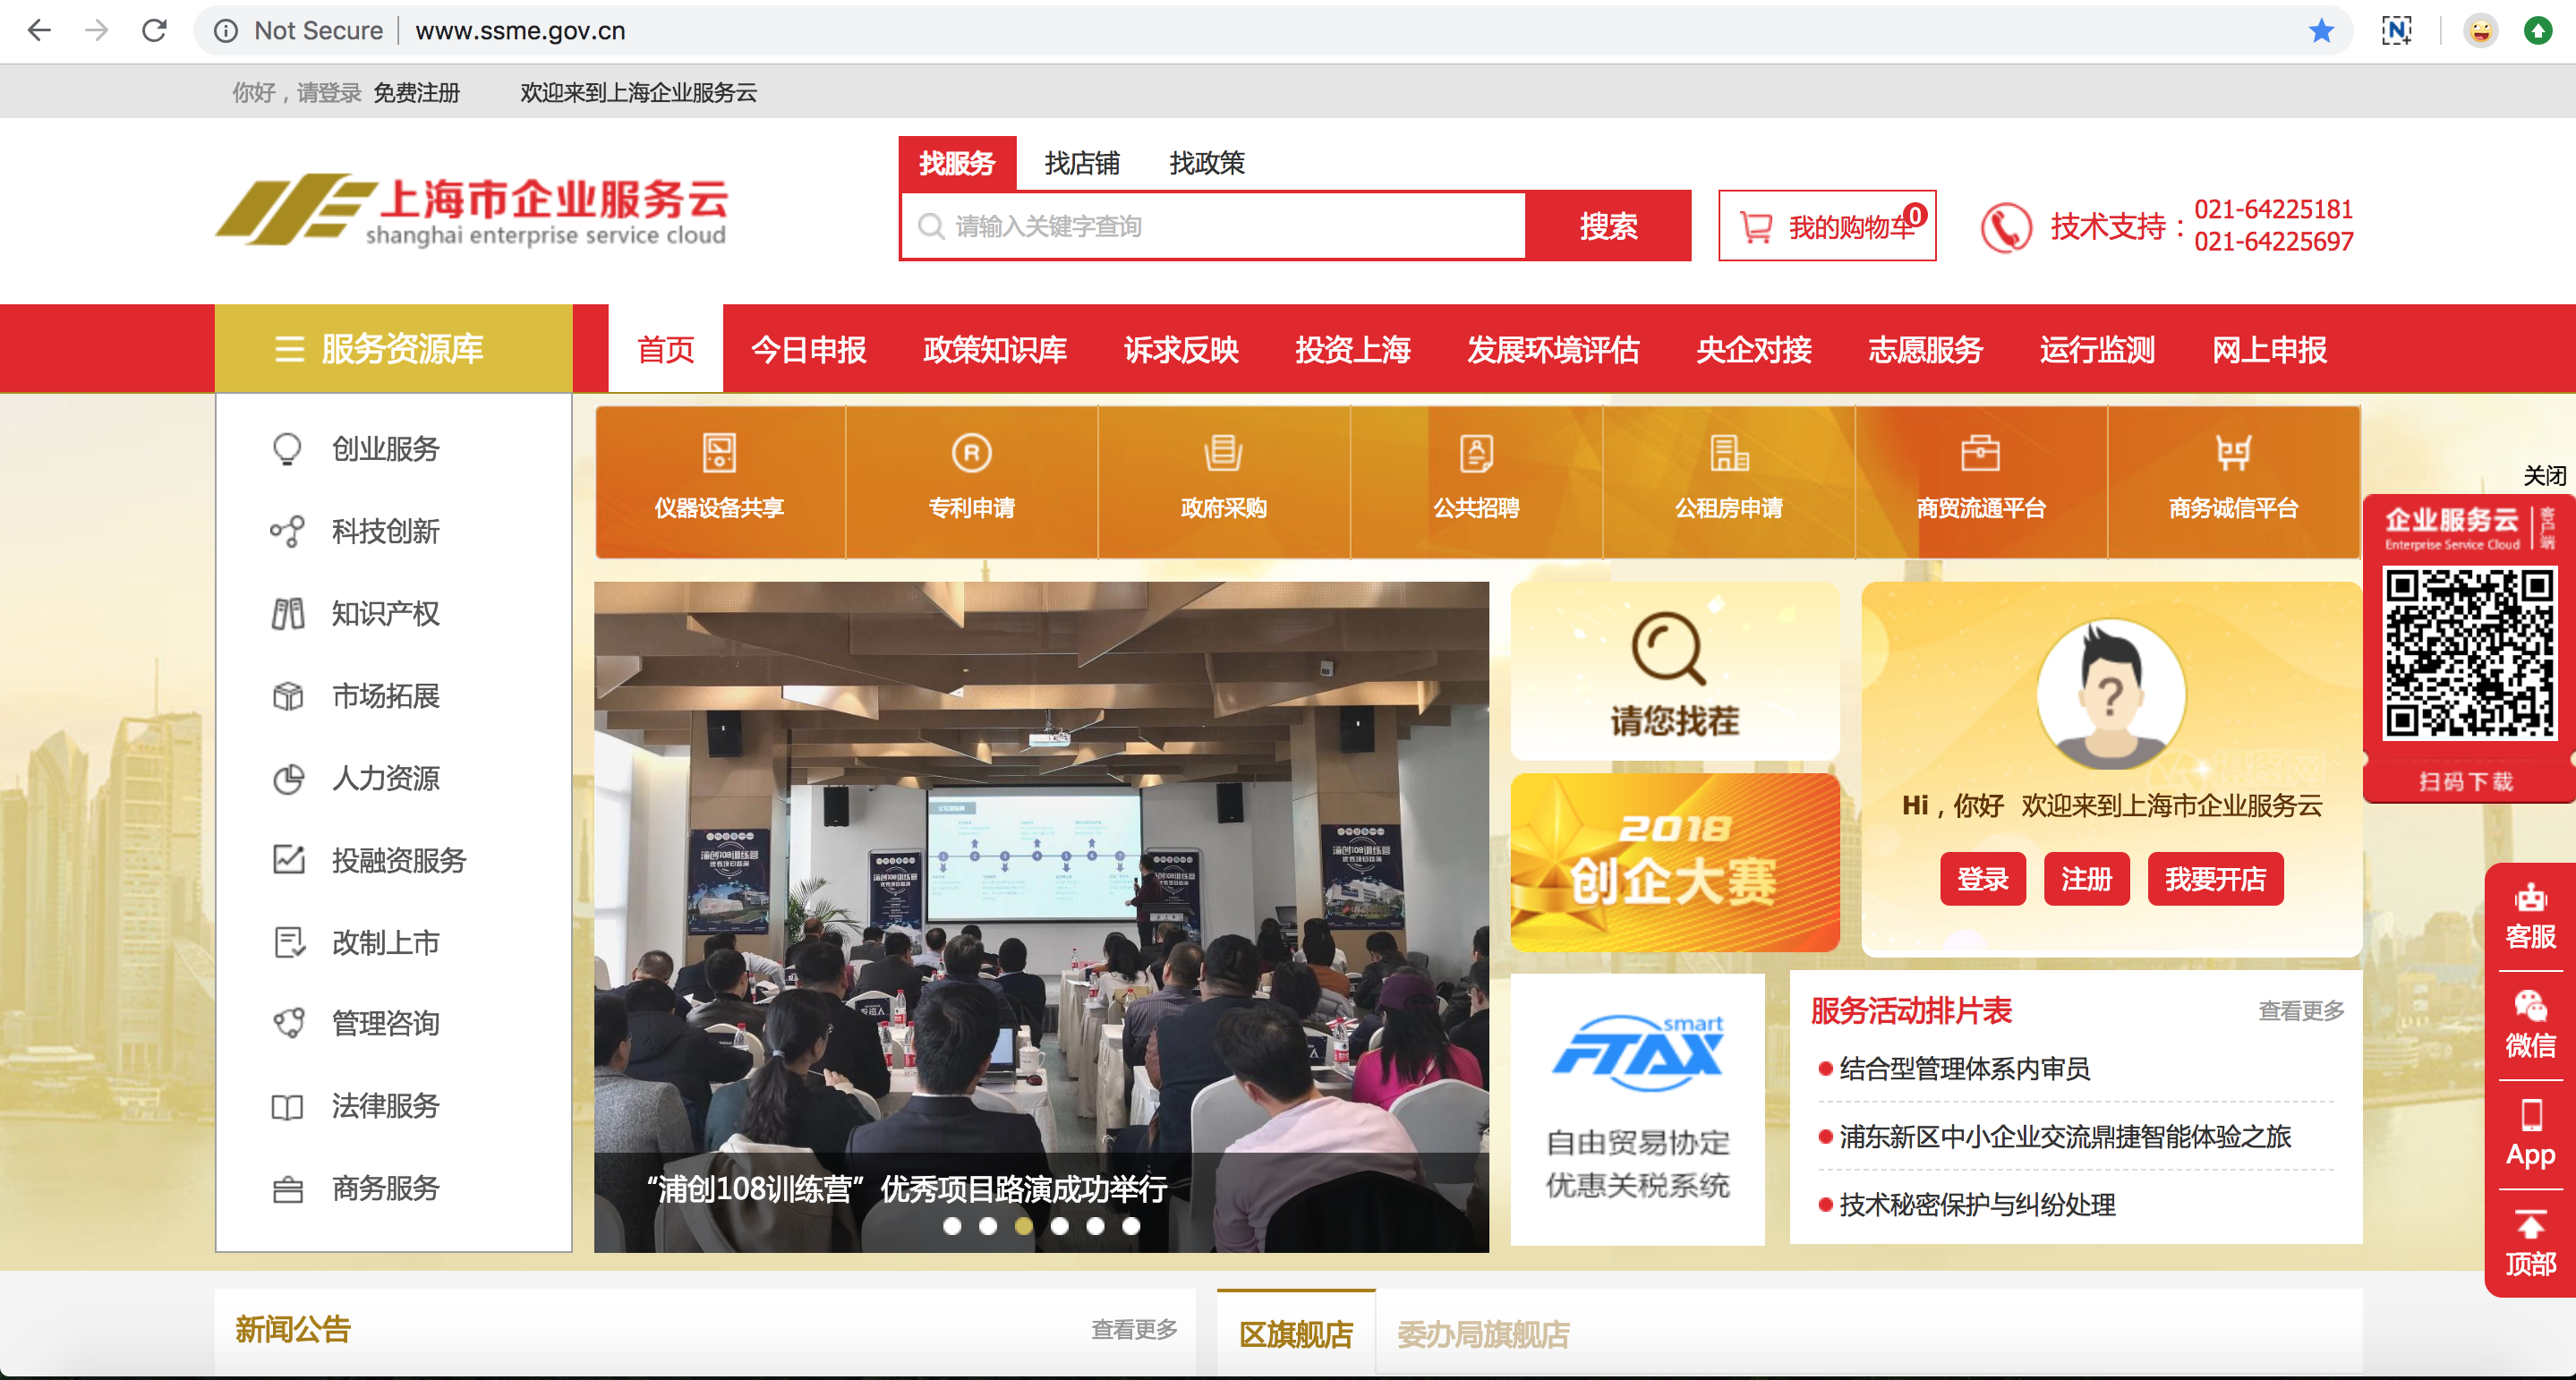 Not Secure | www.ssme.gov.cn
你好，请登录 免费注册 欢迎来到上海企业服务云
上海市企业服务云
shanghai enterprise service cloud
找服务 找店铺 找政策
请输入关键字查询 搜索
我的购物车 0
技术支持：021-64225181
021-64225697
服务资源库
首页 今日申报 政策知识库 诉求反映 投资上海 发展环境评估 央企对接 志愿服务 运行监测 网上申报
创业服务
科技创新
知识产权
市场拓展
人力资源
投融资服务
改制上市
管理咨询
法律服务
商务服务
仪器设备共享 专利申请 政府采购 公共招聘 公租房申请 商贸流通平台 商务诚信平台
浦创108训练营
优秀项目路演
“浦创108训练营”优秀项目路演成功举行
请您找茬
2018
创企大赛
Hi，你好 欢迎来到上海市企业服务云
登录 注册 我要开店
smart
FTAX
自由贸易协定
优惠关税系统
服务活动排片表 查看更多
结合型管理体系内审员
浦东新区中小企业交流鼎捷智能体验之旅
技术秘密保护与纠纷处理
关闭
企业服务云 客户端
Enterprise Service Cloud
扫码下载
客服
微信
App
顶部
新闻公告 查看更多
区旗舰店 委办局旗舰店